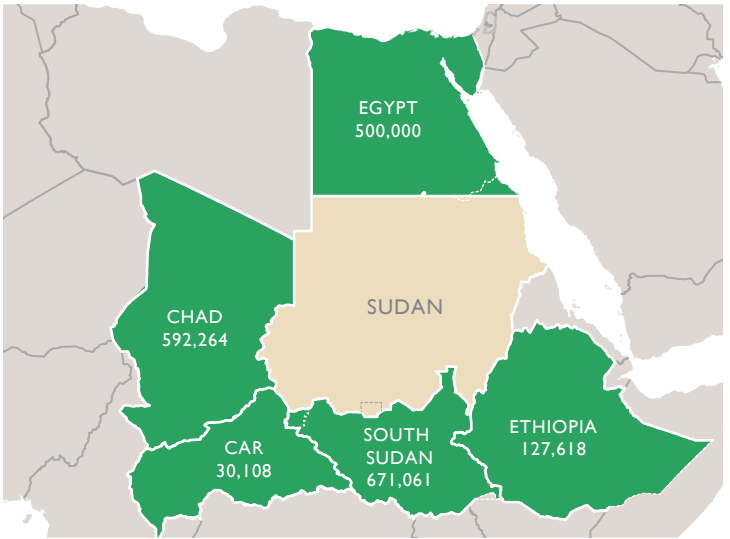 EGYPT
500,000
SUDAN
CHAD
592,264
ETHIOPIA
127,618
SOUTH
SUDAN
671,061
CAR
30,108